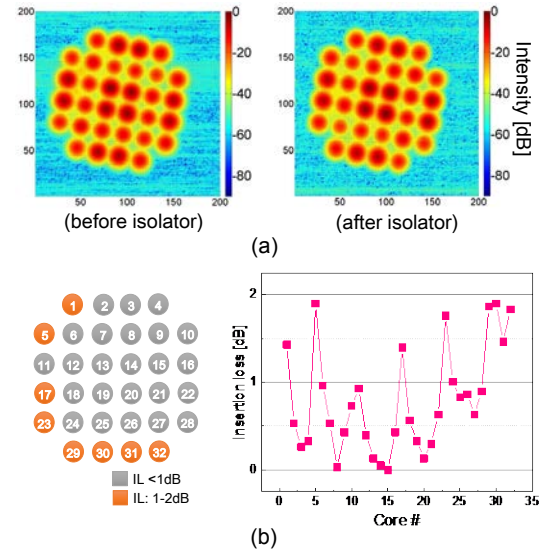 200
150
100
50
50
100
150
200
0
-20
-40
-60
-80
(before isolator)
200
150
100
50
50
100
150
200
0
-20
-40
-60
-80
Intensity [dB]
(after isolator)
(a)
1 2 3 4
5 6 7 8 9 10
11 12 13 14 15 16
17 18 19 20 21 22
23 24 25 26 27 28
29 30 31 32
IL <1dB
IL: 1-2dB
Insertion loss [dB]
2
1
0
0 5 10 15 20 25 30 35
Core #
(b)